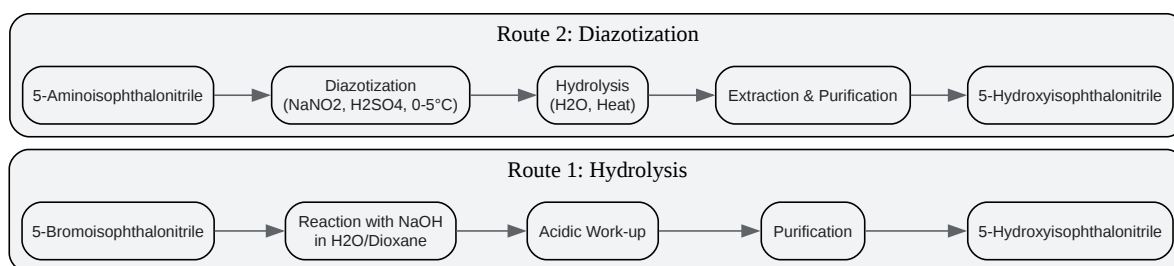 Route 2: Diazotization
5-Aminoisophthalonitrile
Diazotization
(NaNO2, H2SO4, 0-5°C)
Hydrolysis
(H2O, Heat)
Extraction & Purification
5-Hydroxyisophthalonitrile
Route 1: Hydrolysis
5-Bromoisophthalonitrile
Reaction with NaOH
in H2O/Dioxane
Acidic Work-up
Purification
5-Hydroxyisophthalonitrile